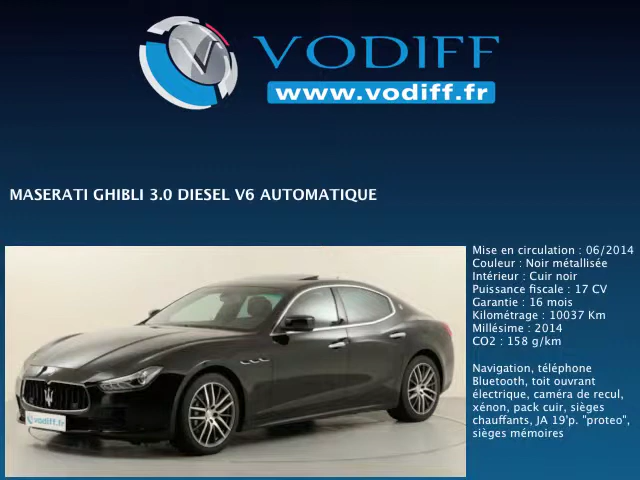 VODIFF
www.vodiff.fr
MASERATI GHIBLI 3.0 DIESEL V6 AUTOMATIQUE
Mise en circulation : 06/2014
Couleur : Noir métallisée
Intérieur : Cuir noir
Puissance fiscale : 17 CV
Garantie : 16 mois
Kilométrage : 10037 Km
Millésime : 2014
CO2 : 158 g/km
Navigation, téléphone
Bluetooth, toit ouvrant
électrique, caméra de recul,
xénon, pack cuir, sièges
chauffants, JA 19'p. "proteo",
sièges mémoires
vodiff.fr